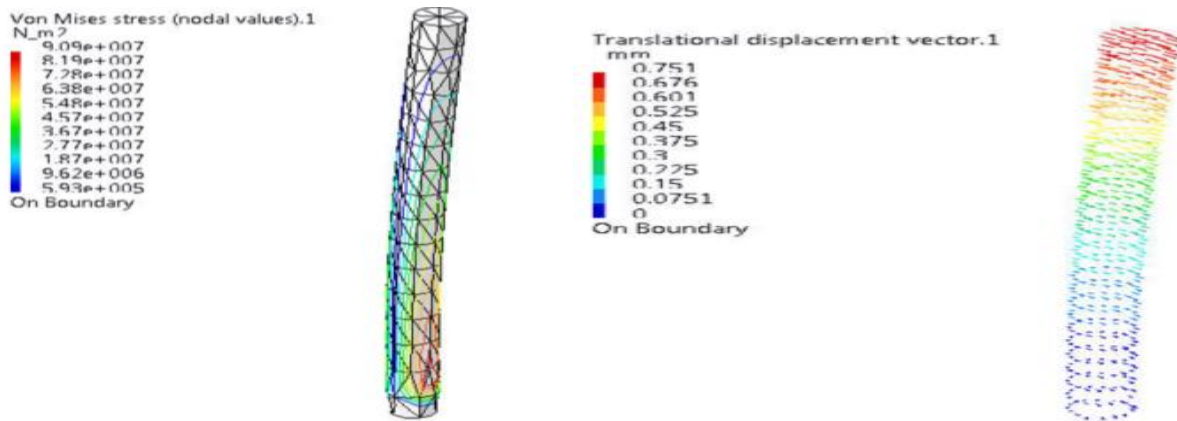 Von Mises stress (nodal values).1
N_m2
9.09e+007
8.19e+007
7.28e+007
6.38e+007
5.48e+007
4.57e+007
3.67e+007
2.77e+007
1.87e+007
9.62e+006
5.93e+005
On Boundary
Translational displacement vector.1
mm
0.751
0.676
0.601
0.525
0.45
0.375
0.3
0.225
0.15
0.0751
0
On Boundary